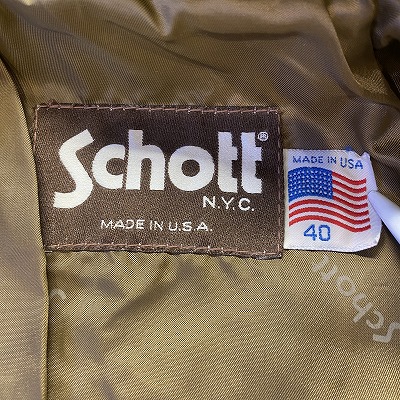 Schott®
N.Y.C.
MADE IN U.S.A.
MADE IN USA
40
Schott